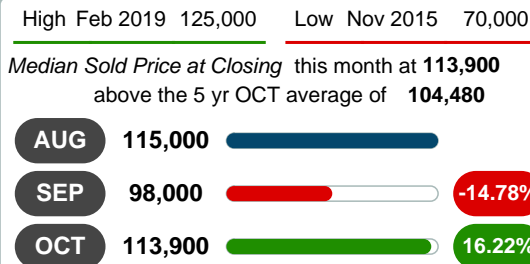 High Feb 2019 125,000 Low Nov 2015 70,000
Median Sold Price at Closing this month at 113,900
above the 5 yr OCT average of 104,480
AUG 115,000
SEP 98,000 -14.78%
OCT 113,900 16.22%